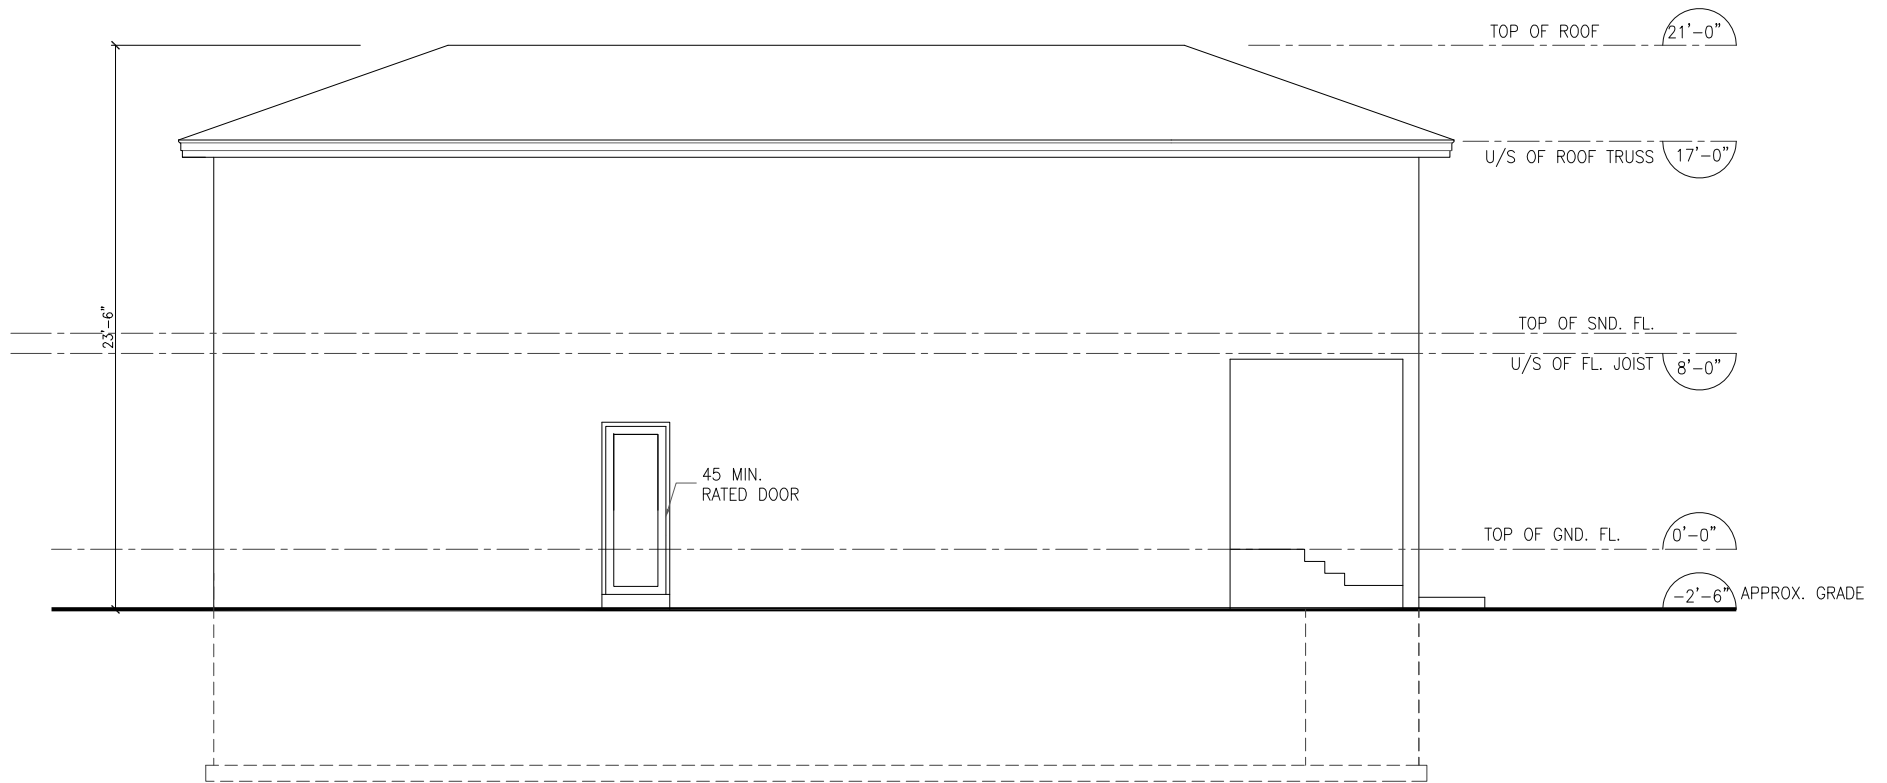 TOP OF ROOF 21'-0"
U/S OF ROOF TRUSS 17'-0"
23'-6"
TOP OF SND. FL.
U/S OF FL. JOIST 8'-0"
45 MIN.
RATED DOOR
TOP OF GND. FL. 0'-0"
-2'-6" APPROX. GRADE